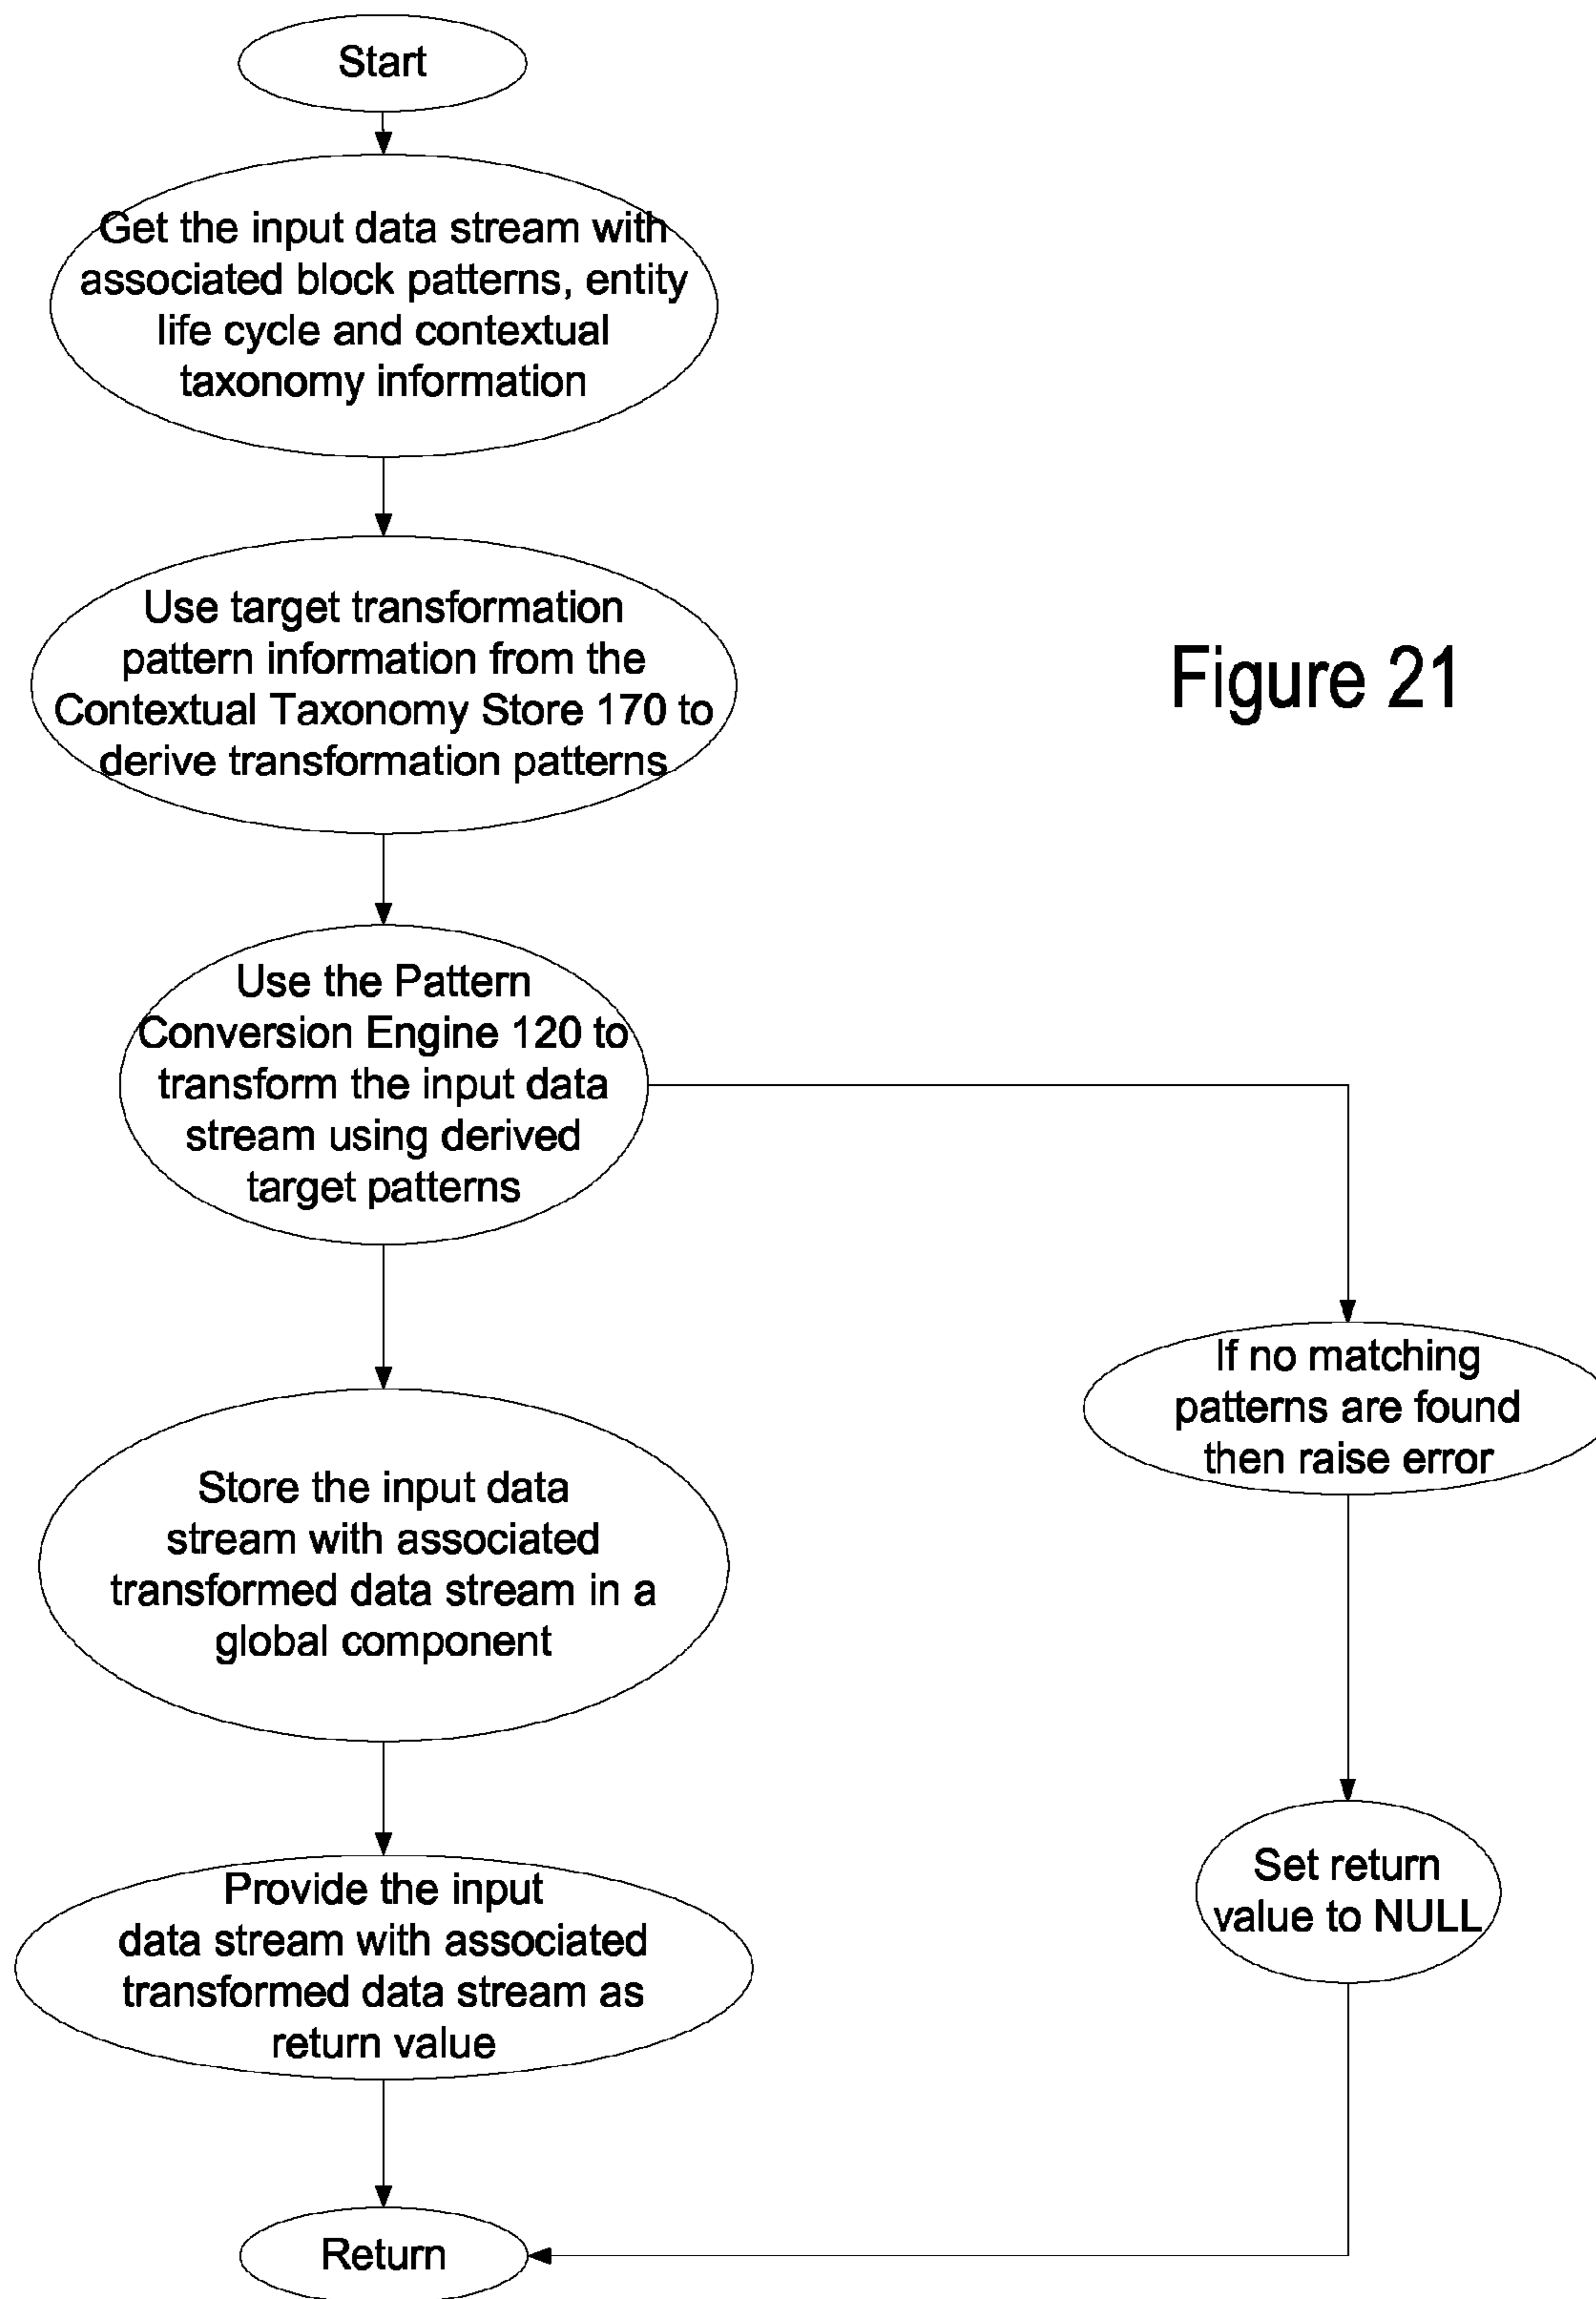 Start
Get the input data stream with
associated block patterns, entity
life cycle and contextual
taxonomy information
Use target transformation
pattern information from the
Contextual Taxonomy Store 170 to
derive transformation patterns
Figure 21
Use the Pattern
Conversion Engine 120 to
transform the input data
stream using derived
target patterns
If no matching
patterns are found
then raise error
Store the input data
stream with associated
transformed data stream in a
global component
Set return
value to NULL
Provide the input
data stream with associated
transformed data stream as
return value
Return